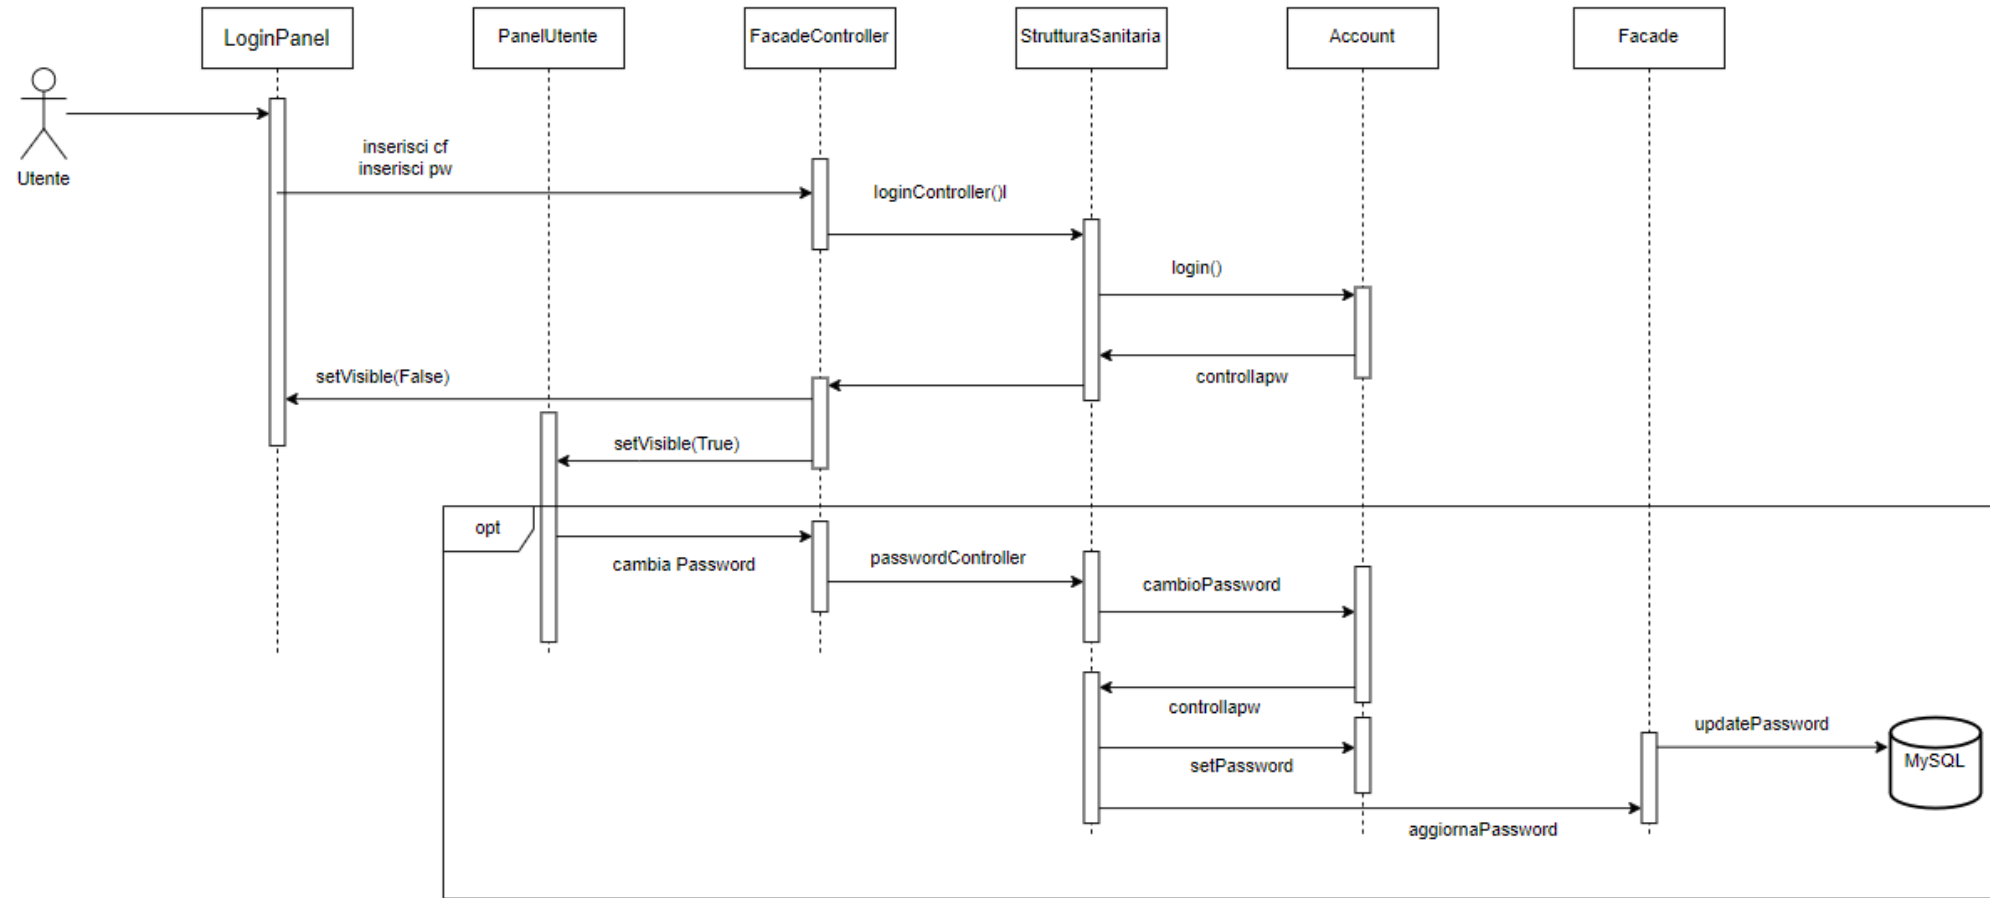 LoginPanel
PanelUtente
FacadeController
StrutturaSanitaria
Account
Facade
Utente
inserisci cf
inserisci pw
loginController()l
login()
controllapw
setVisible(False)
setVisible(True)
opt
cambia Password
passwordController
cambioPassword
controllapw
setPassword
updatePassword
MySQL
aggiornaPassword